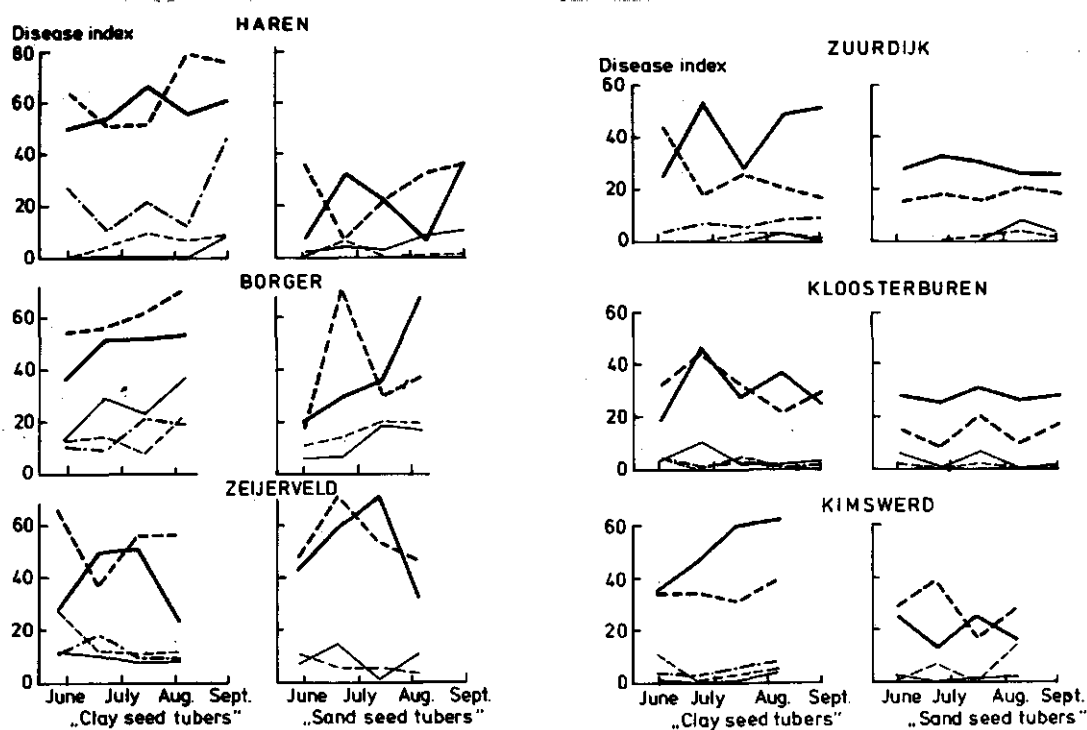 HAREN
Disease index
80
60
40
20
0
BORGER
60
40
20
0
ZEIJERVELD
60
40
20
0
June July Aug. Sept.
June July Aug. Sept.
„Clay seed tubers"
„Sand seed tubers"
ZUURDIJK
Disease index
60
40
20
0
KLOOSTERBUREN
60
40
20
0
KIMSWERD
60
40
20
0
June July Aug. Sept.
June July Aug. Sept.
„Clay seed tubers"
„Sand seed tubers"